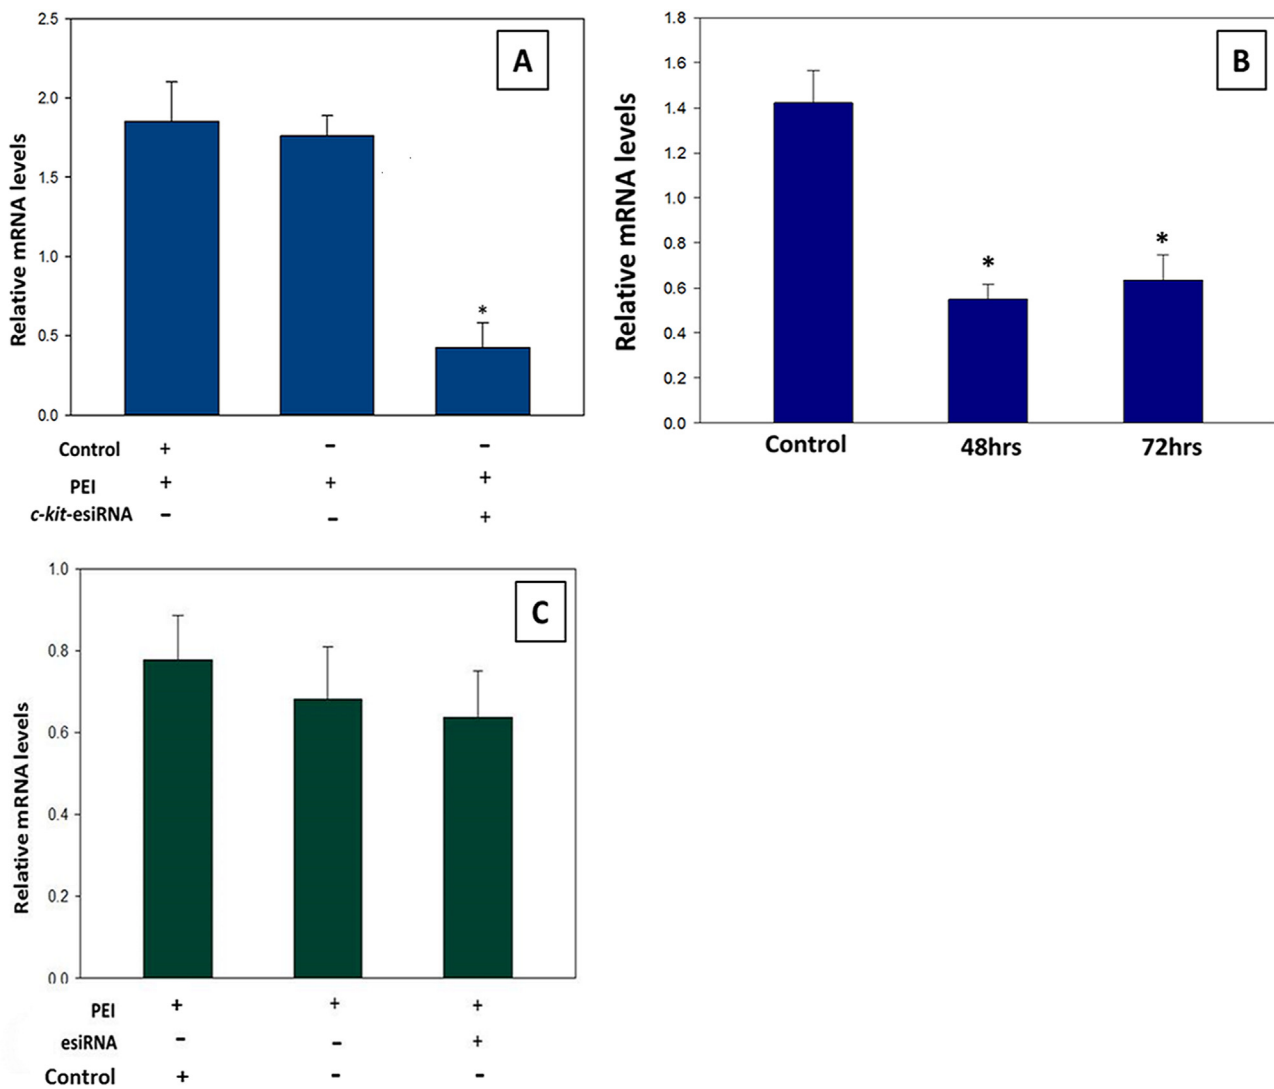 A
Relative mRNA levels
2.5
2.0
1.5
1.0
0.5
0.0
*
Control + – –
PEI + + +
c-kit-esiRNA – – +
B
Relative mRNA levels
1.8
1.6
1.4
1.2
1.0
0.8
0.6
0.4
0.2
0.0
* *
Control 48hrs 72hrs
C
Relative mRNA levels
1.0
0.8
0.6
0.4
0.2
0.0
PEI + + +
esiRNA – – +
Control + – –